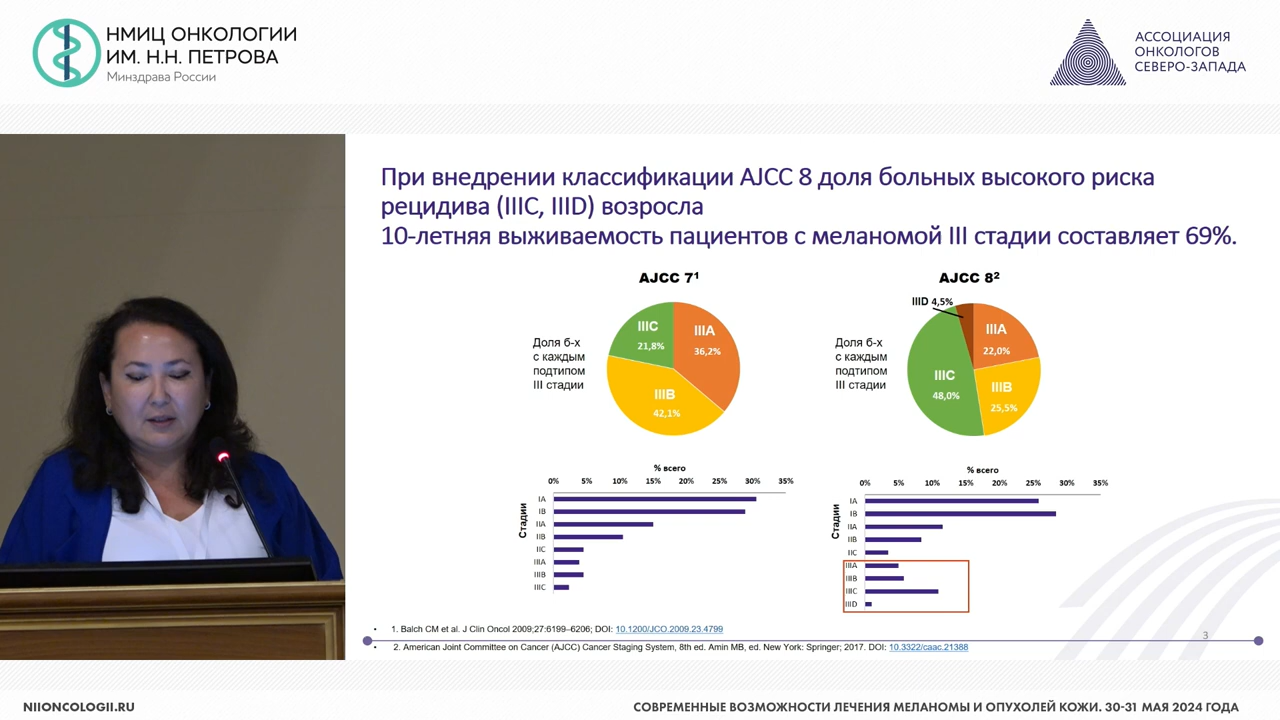 НМИЦ ОНКОЛОГИИ
ИМ. Н.Н. ПЕТРОВА
Минздрава России
АССОЦИАЦИЯ
ОНКОЛОГОВ
СЕВЕРО-ЗАПАДА
При внедрении классификации AJCC 8 доля больных высокого риска
рецидива (IIIC, IIID) возросла
10-летняя выживаемость пациентов с меланомой III стадии составляет 69%.
AJCC 7¹
Доля б-х
с каждым
подтипом
III стадии
IIIC
21,8%
IIIA
36,2%
IIIB
42,1%
AJCC 8²
Доля б-х
с каждым
подтипом
III стадии
IIID 4,5%
IIIA
22,0%
IIIC
48,0%
IIIB
25,5%
% всего
0% 5% 10% 15% 20% 25% 30% 35%
Стадии
IA
IB
IIA
IIB
IIC
IIIA
IIIB
IIIC
% всего
0% 5% 10% 15% 20% 25% 30% 35%
Стадии
IA
IB
IIA
IIB
IIC
IIIA
IIIB
IIIC
IIID
• 1. Balch CM et al. J Clin Oncol 2009;27:6199–6206; DOI: 10.1200/JCO.2009.23.4799
3
• 2. American Joint Committee on Cancer (AJCC) Cancer Staging System, 8th ed. Amin MB, ed. New York: Springer; 2017. DOI: 10.3322/caac.21388
NIIONCOLOGII.RU
СОВРЕМЕННЫЕ ВОЗМОЖНОСТИ ЛЕЧЕНИЯ МЕЛАНОМЫ И ОПУХОЛЕЙ КОЖИ. 30-31 МАЯ 2024 ГОДА